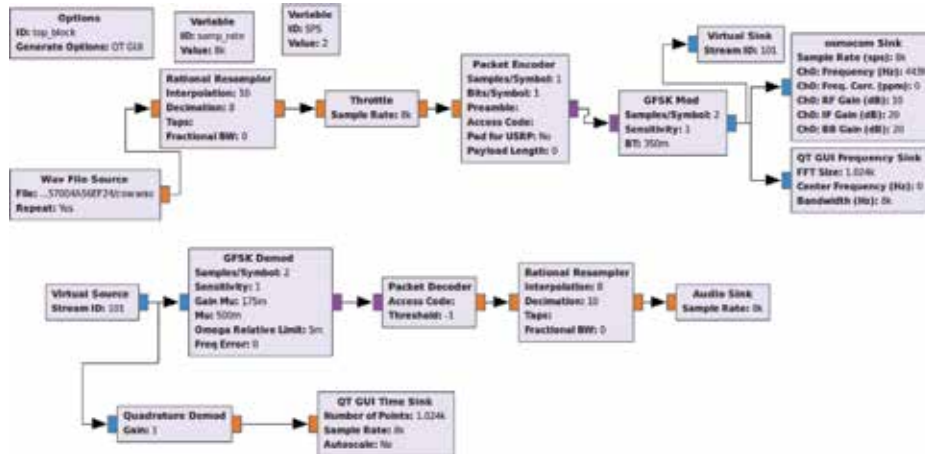 Options
ID: top_block
Generate Options: QT GUI
Variable
ID: samp_rate
Value: 8k
Variable
ID: SPS
Value: 2
Wav File Source
File: ...57004A56EF24/cow.wav
Repeat: Yes
Rational Resampler
Interpolation: 10
Decimation: 8
Taps:
Fractional BW: 0
Throttle
Sample Rate: 8k
Packet Encoder
Samples/Symbol: 1
Bits/Symbol: 1
Preamble:
Access Code:
Pad for USRP: No
Payload Length: 0
GFSK Mod
Samples/Symbol: 2
Sensitivity: 1
BT: 350m
Virtual Sink
Stream ID: 101
osmocom Sink
Sample Rate (sps): 8k
Ch0: Frequency (Hz): 443M
Ch0: Freq. Corr. (ppm): 0
Ch0: RF Gain (dB): 10
Ch0: IF Gain (dB): 20
Ch0: BB Gain (dB): 20
QT GUI Frequency Sink
FFT Size: 1.024k
Center Frequency (Hz): 0
Bandwidth (Hz): 8k
Virtual Source
Stream ID: 101
GFSK Demod
Samples/Symbol: 2
Sensitivity: 1
Gain Mu: 175m
Mu: 500m
Omega Relative Limit: 5m
Freq Error: 0
Packet Decoder
Access Code:
Threshold: -1
Rational Resampler
Interpolation: 8
Decimation: 10
Taps:
Fractional BW: 0
Audio Sink
Sample Rate: 8k
Quadrature Demod
Gain: 1
QT GUI Time Sink
Number of Points: 1.024k
Sample Rate: 8k
Autoscale: No